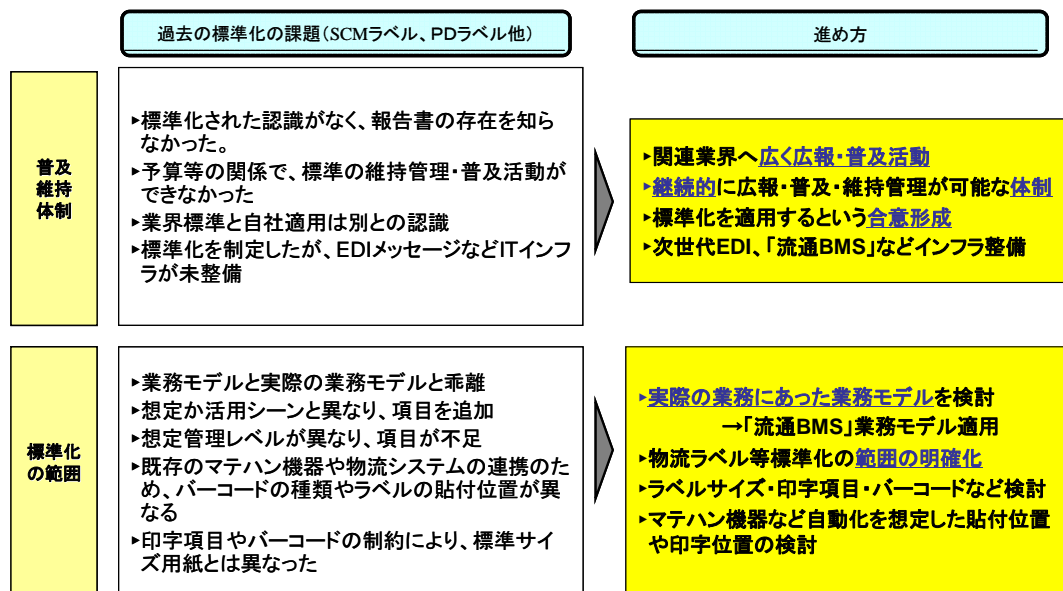 過去の標準化の課題(SCMラベル、PDラベル他)
進め方
普及
維持
体制
▸標準化された認識がなく、報告書の存在を知ら
なかった。
▸予算等の関係で、標準の維持管理・普及活動が
できなかった
▸業界標準と自社適用は別との認識
▸標準化を制定したが、EDIメッセージなどITインフ
ラが未整備
▸関連業界へ広く広報・普及活動
▸継続的に広報・普及・維持管理が可能な体制
▸標準化を適用するという合意形成
▸次世代EDI、「流通BMS」などインフラ整備
標準化
の範囲
▸業務モデルと実際の業務モデルと乖離
▸想定か活用シーンと異なり、項目を追加
▸想定管理レベルが異なり、項目が不足
▸既存のマテハン機器や物流システムの連携のた
め、バーコードの種類やラベルの貼付位置が異
なる
▸印字項目やバーコードの制約により、標準サイ
ズ用紙とは異なった
▸実際の業務にあった業務モデルを検討
→「流通BMS」業務モデル適用
▸物流ラベル等標準化の範囲の明確化
▸ラベルサイズ・印字項目・バーコードなど検討
▸マテハン機器など自動化を想定した貼付位置
や印字位置の検討